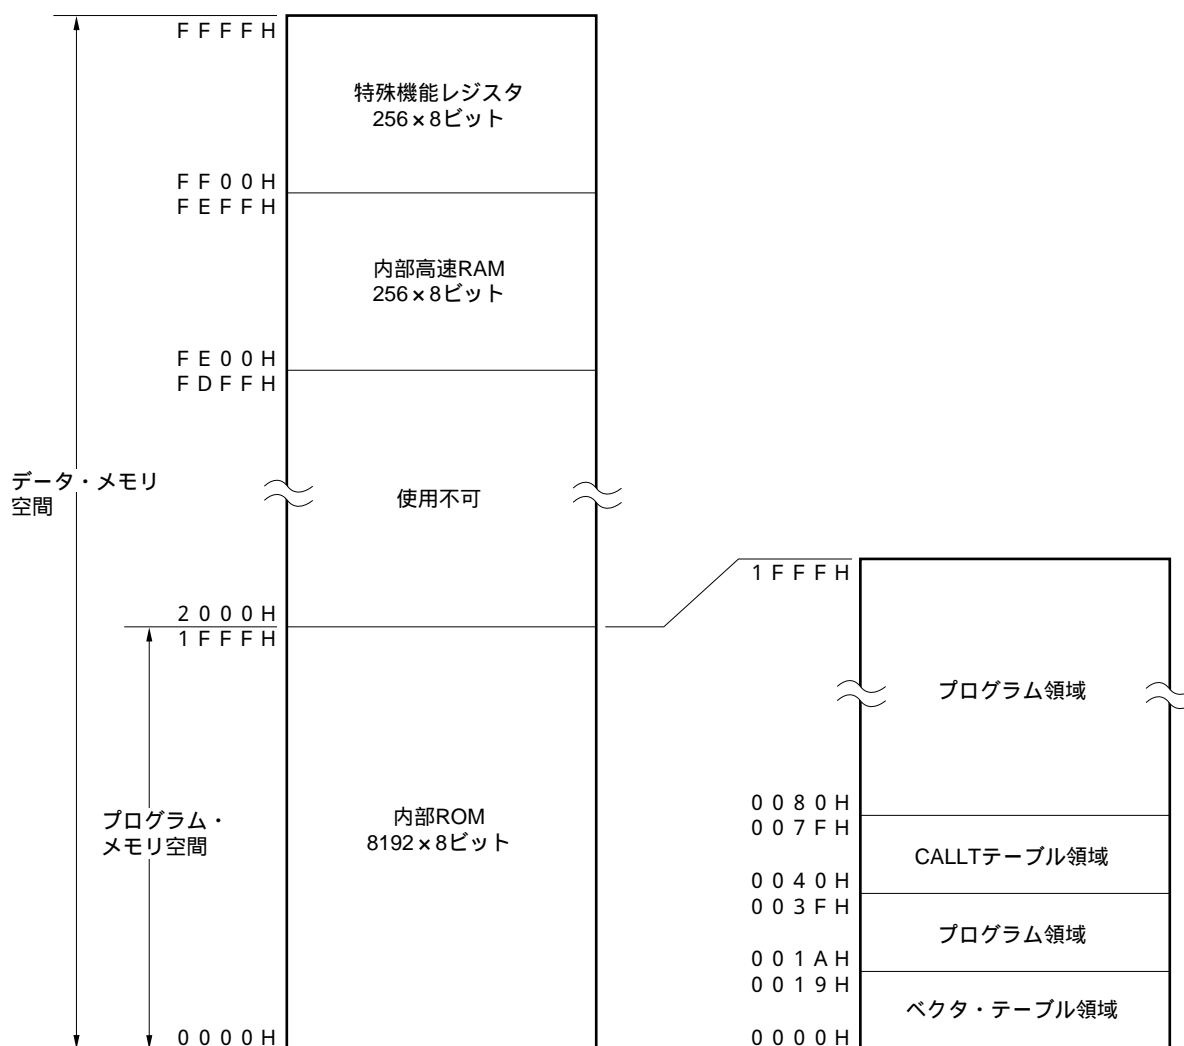 FFFFH
特殊機能レジスタ
256×8ビット
FF00H
FEFFH
内部高速RAM
256×8ビット
FE00H
FDFFH
データ・メモリ
空間
使用不可
2000H
1FFFH
プログラム・
メモリ空間
内部ROM
8192×8ビット
0000H
1FFFH
プログラム領域
0080H
007FH
CALLTテーブル領域
0040H
003FH
プログラム領域
001AH
0019H
ベクタ・テーブル領域
0000H